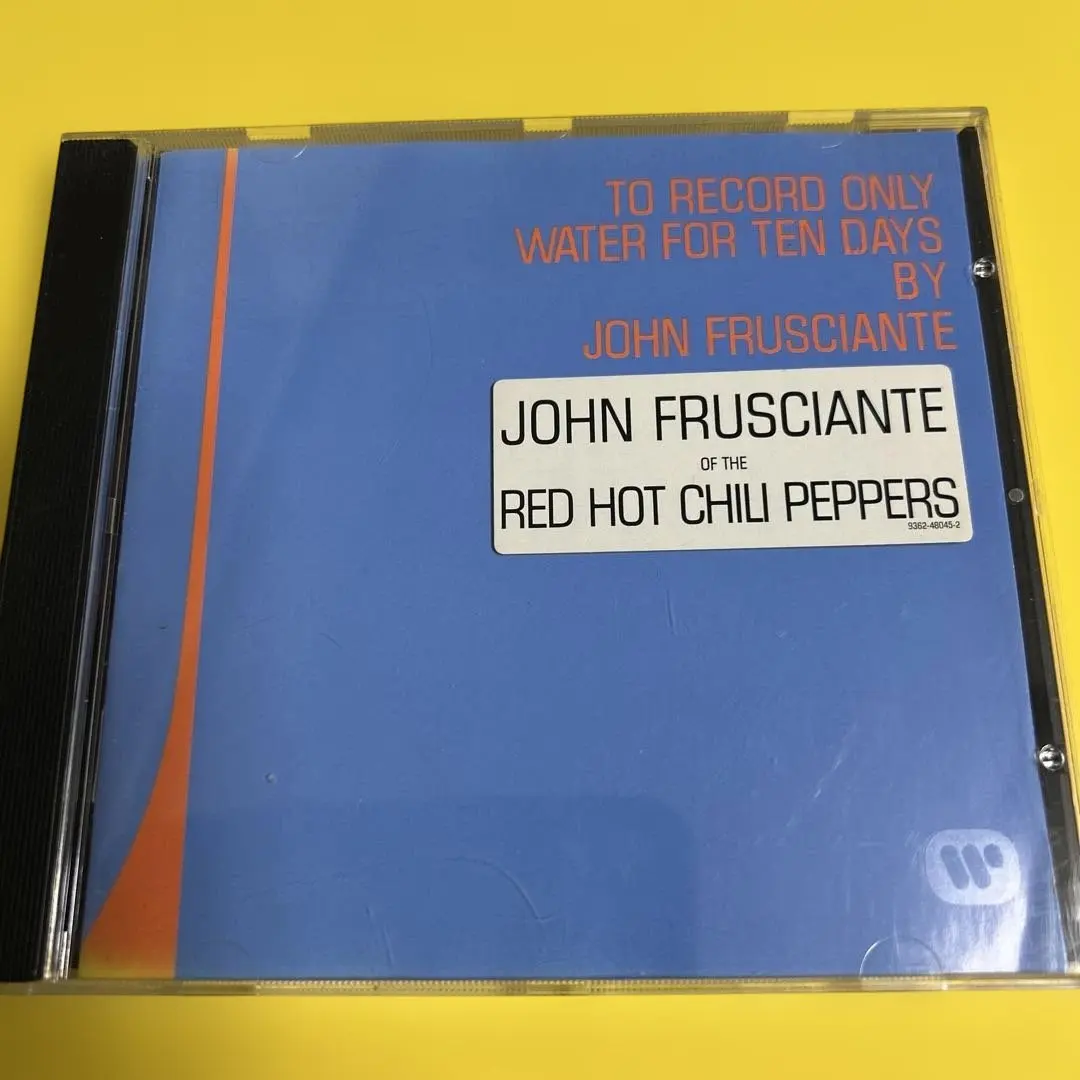 TO RECORD ONLY
WATER FOR TEN DAYS
BY
JOHN FRUSCIANTE
JOHN FRUSCIANTE
OF THE
RED HOT CHILI PEPPERS
9362-48045-2